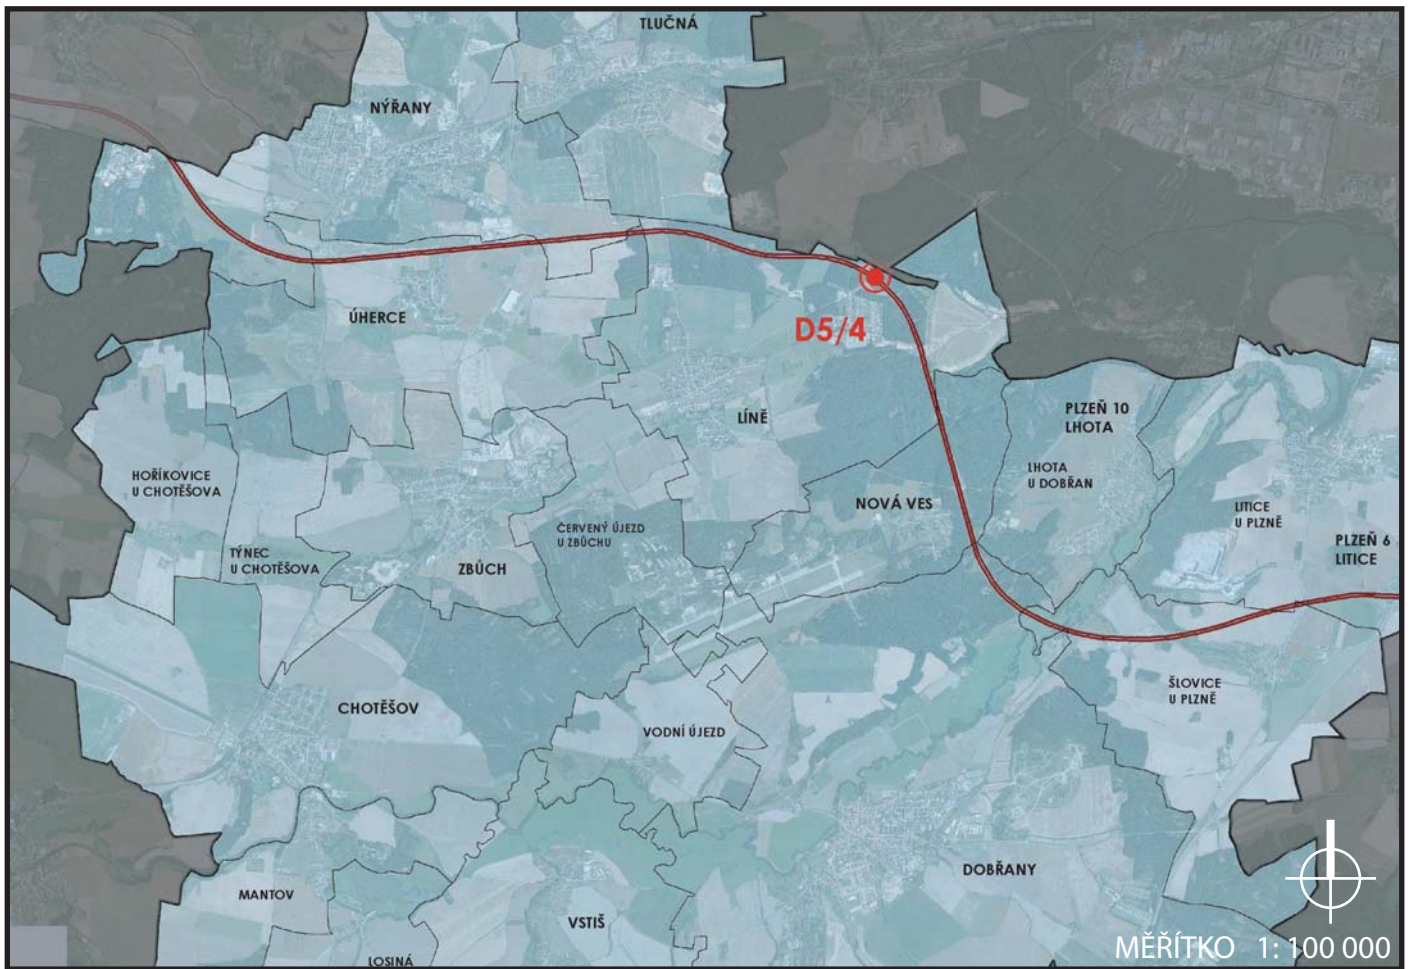 TLUČNÁ
NÝŘANY
ÚHERCE
D5/4
LÍNĚ
PLZEŇ 10
LHOTA
HOŘÍKOVICE
U CHOTĚŠOVA
LHOTA
U DOBŘAN
NOVÁ VES
LITICE
U PLZNĚ
ČERVENÝ ÚJEZD
U ZBŮCHU
PLZEŇ 6
LITICE
TÝNEC
U CHOTĚŠOVA
ZBŮCH
ŠLOVICE
U PLZNĚ
CHOTĚŠOV
VODNÍ ÚJEZD
DOBŘANY
MANTOV
VSTIŠ
LOSINÁ
MĚŘÍTKO 1: 100 000